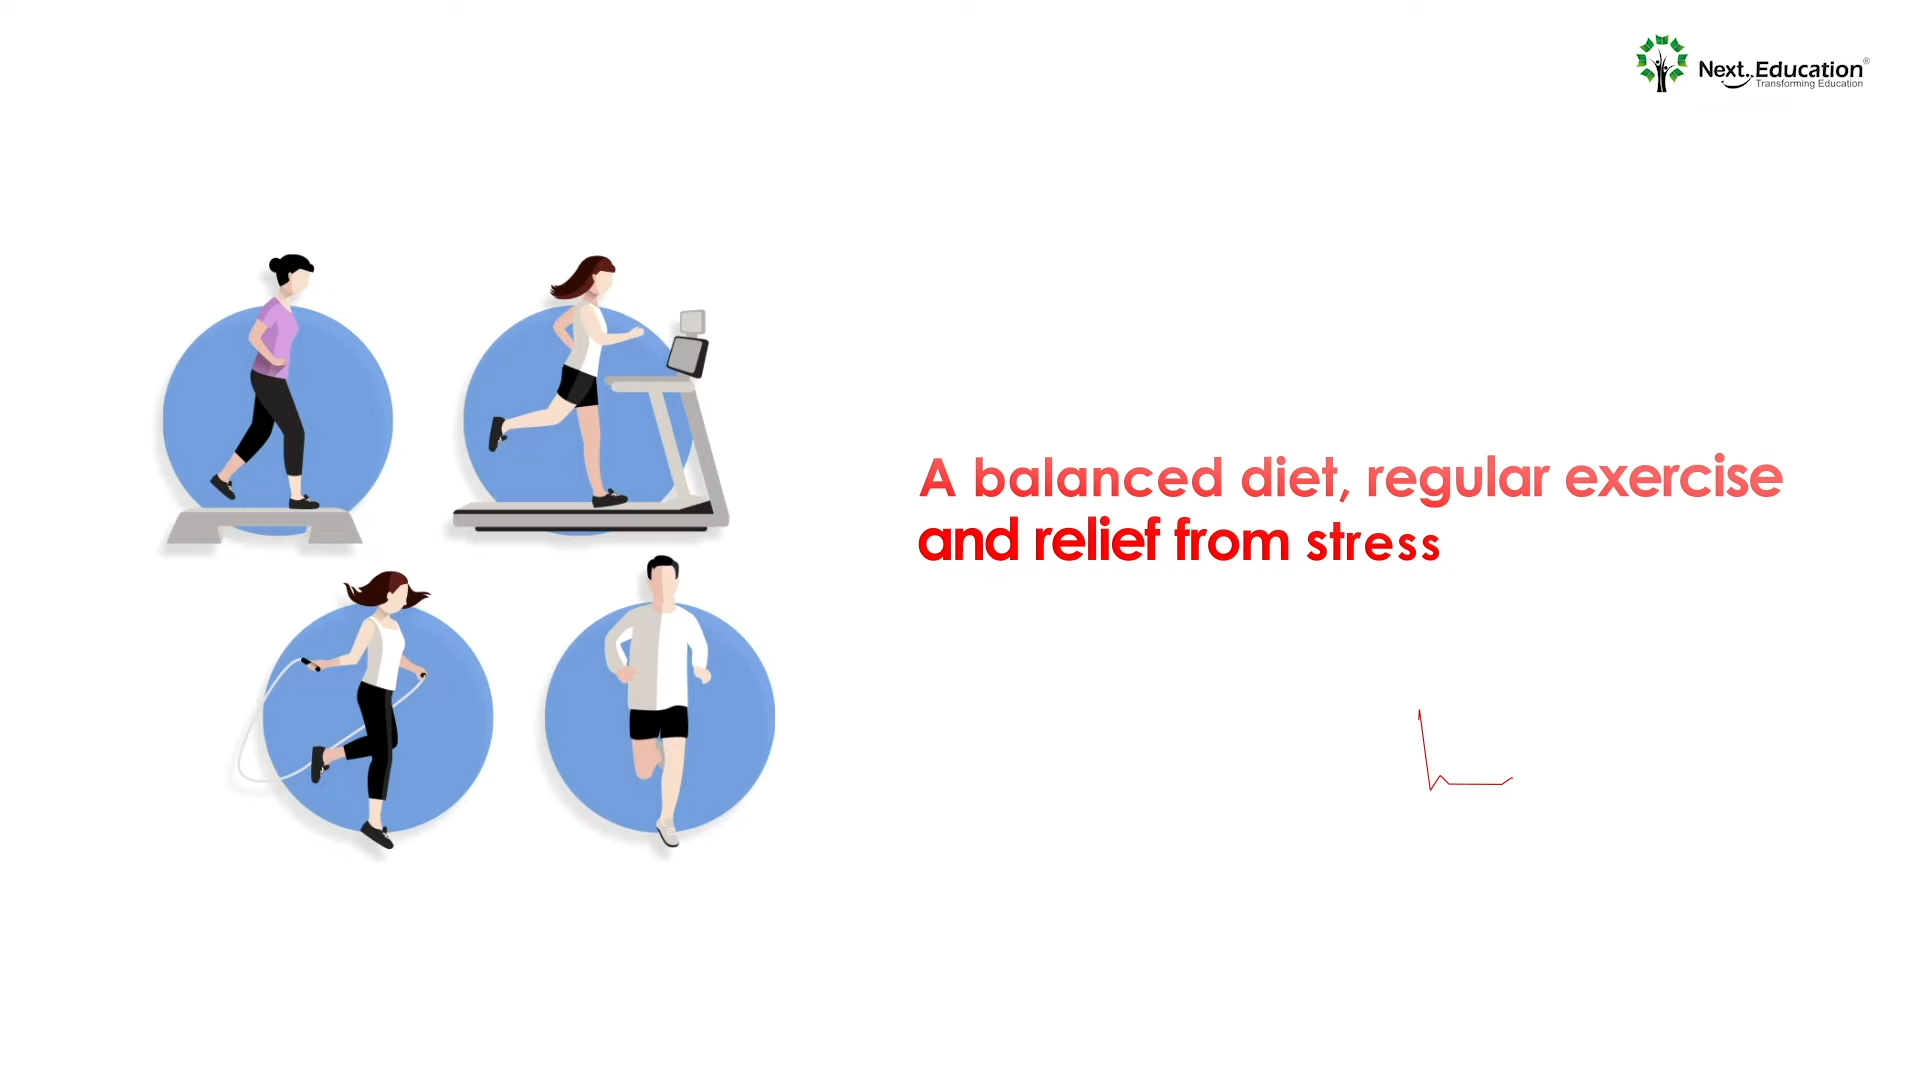 Next Education®
Transforming Education
A balanced diet, regular exercise
and relief from stress